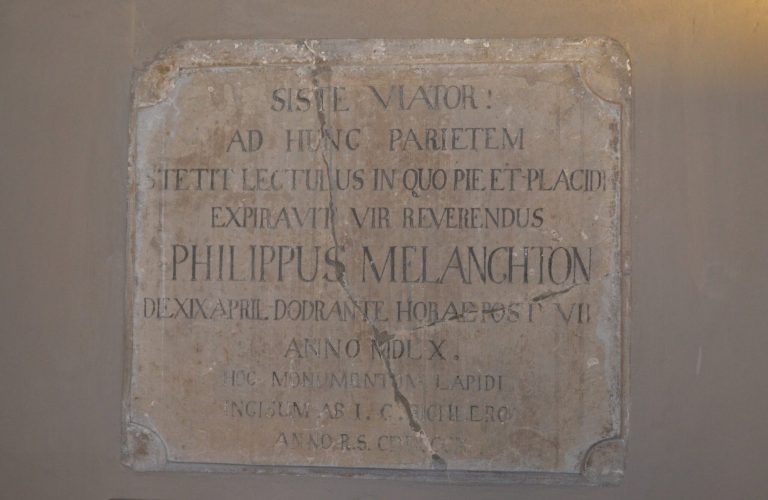 SISTE VIATOR!
AD HUNC PARIETEM
STETIT LECTULUS IN QUO PIE ET PLACIDE
EXPIRAVIT VIR REVERENDUS
PHILIPPUS MELANCHTON
DE XIX APRIL DODRANTE HORAE POST VII
ANNO MDLX.
HOC MONUMENTUM LAPIDI
INCISUM AB I. G. EICHLERO
ANNO R.S.